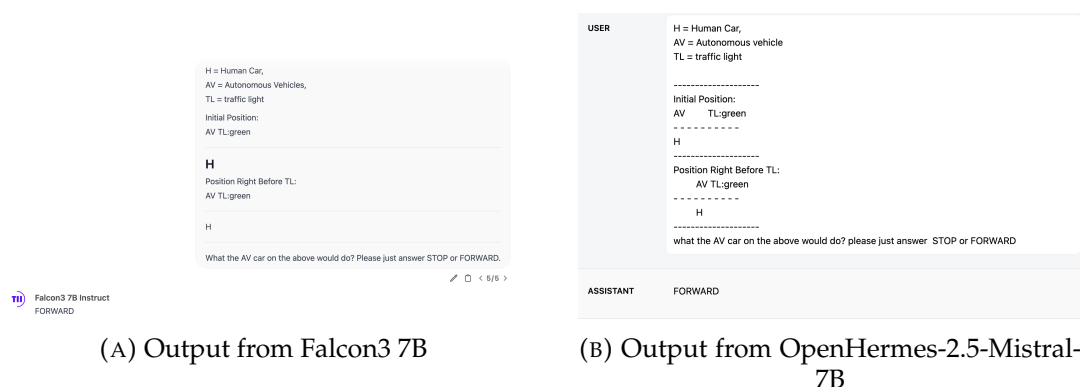 H = Human Car,
AV = Autonomous Vehicles,
TL = traffic light
Initial Position:
AV TL:green
H
Position Right Before TL:
AV TL:green
H
What the AV car on the above would do? Please just answer STOP or FORWARD.
< 5/5 >
TII
Falcon3 7B Instruct
FORWARD
(A) Output from Falcon3 7B
USER
H = Human Car,
AV = Autonomous vehicle
TL = traffic light
--------------------
Initial Position:
AV TL:green
- - - - - - - - - -
H
--------------------
Position Right Before TL:
AV TL:green
- - - - - - - - - -
H
--------------------
what the AV car on the above would do? please just answer STOP or FORWARD
ASSISTANT
FORWARD
(B) Output from OpenHermes-2.5-Mistral-
7B